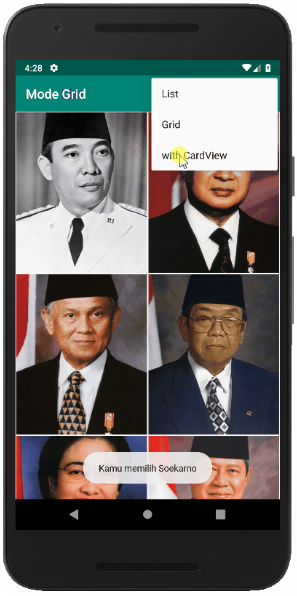 4:28
Mode Grid
List
Grid
with CardView
Kamu memilih Soekarno